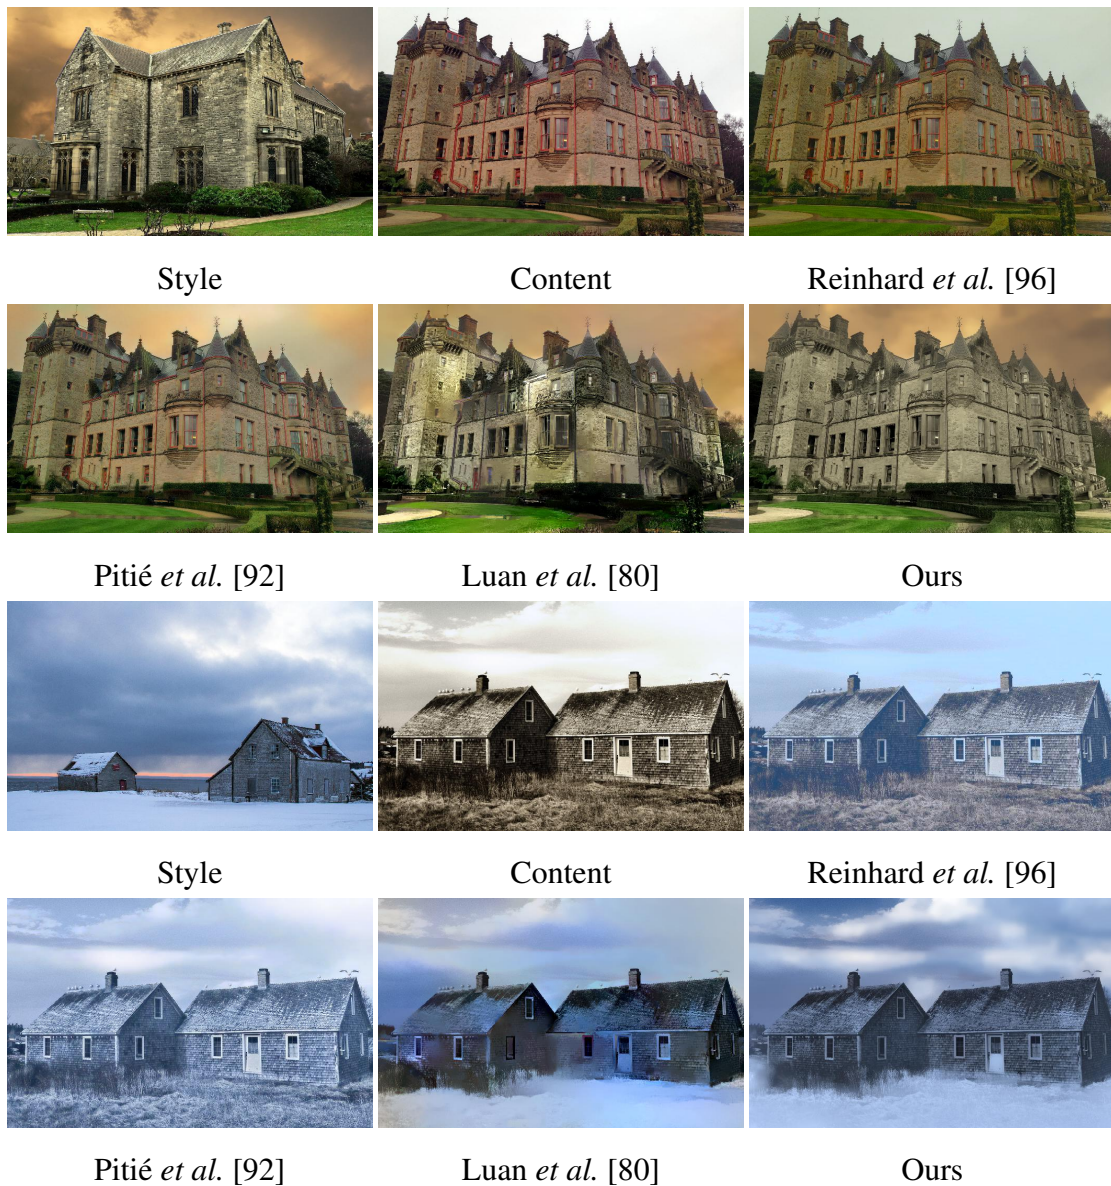 Style Content Reinhard et al. [96]
Pitié et al. [92] Luan et al. [80] Ours
Style Content Reinhard et al. [96]
Pitié et al. [92] Luan et al. [80] Ours